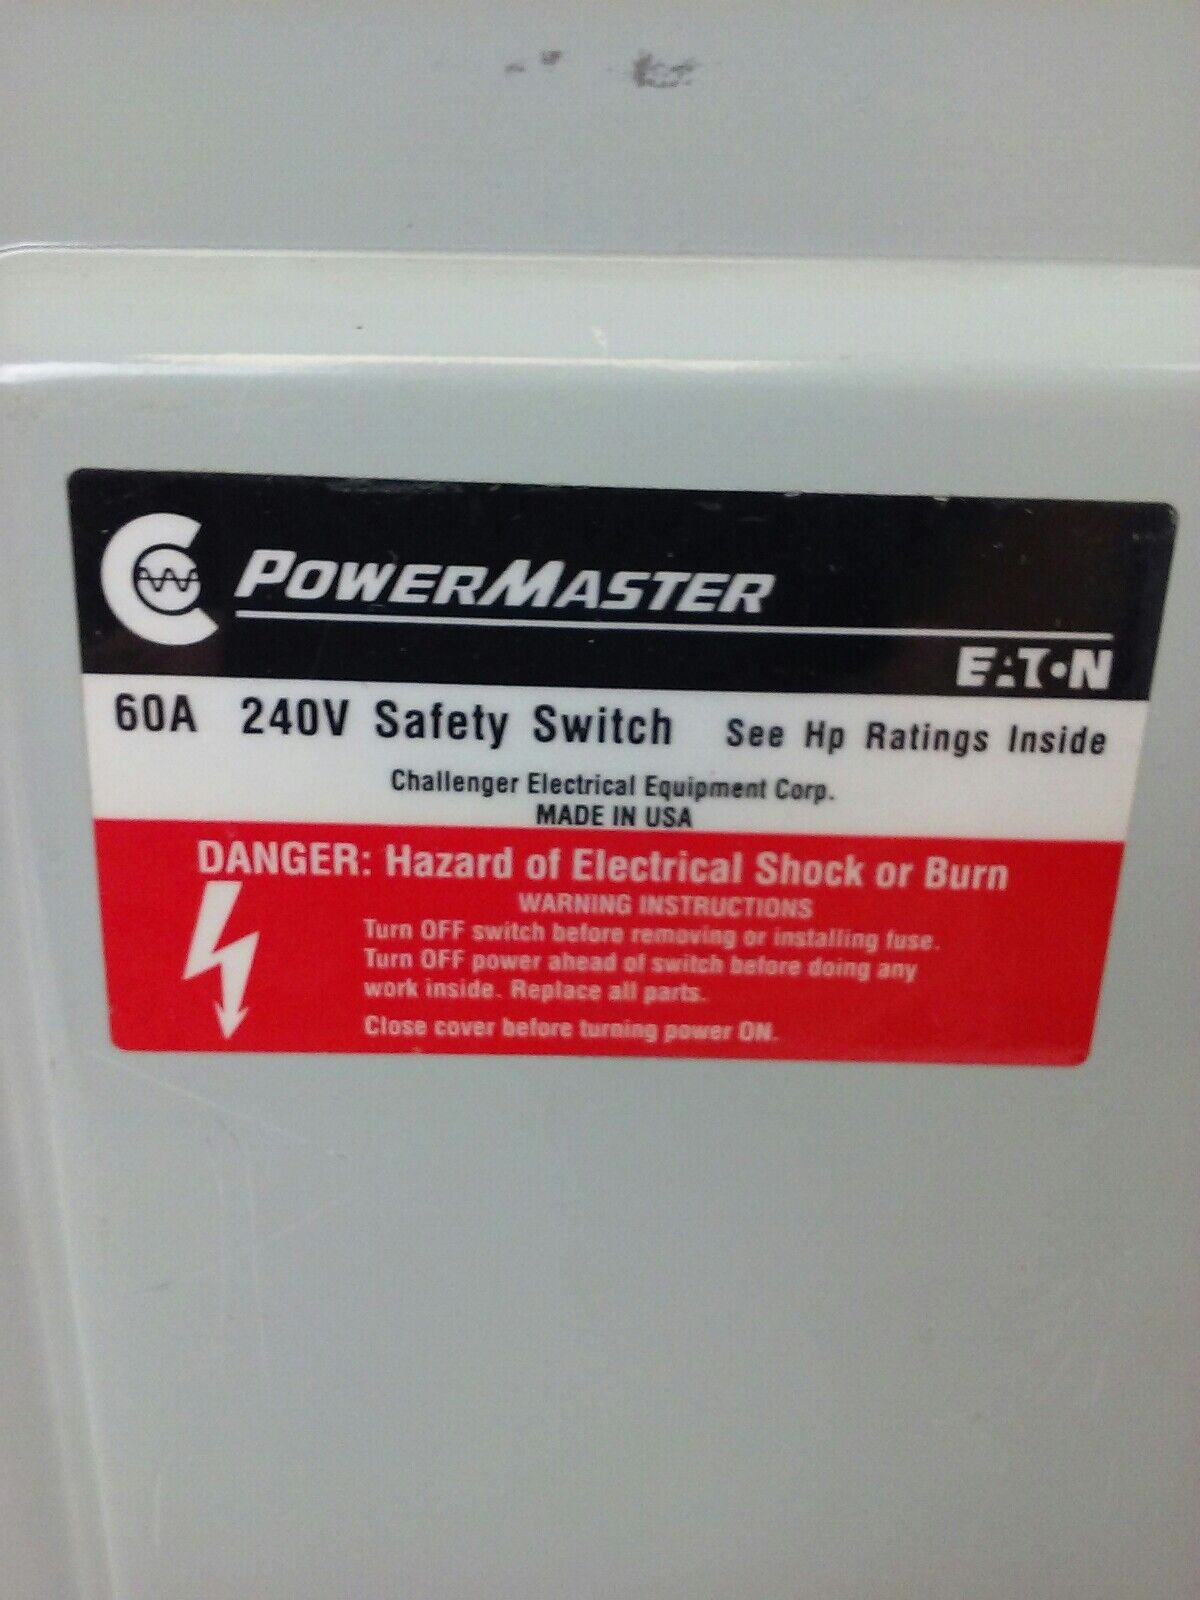 POWERMASTER
EATON
60A 240V Safety Switch See Hp Ratings Inside
Challenger Electrical Equipment Corp.
MADE IN USA
DANGER: Hazard of Electrical Shock or Burn
WARNING INSTRUCTIONS
Turn OFF switch before removing or installing fuse.
Turn OFF power ahead of switch before doing any
work inside. Replace all parts.
Close cover before turning power ON.